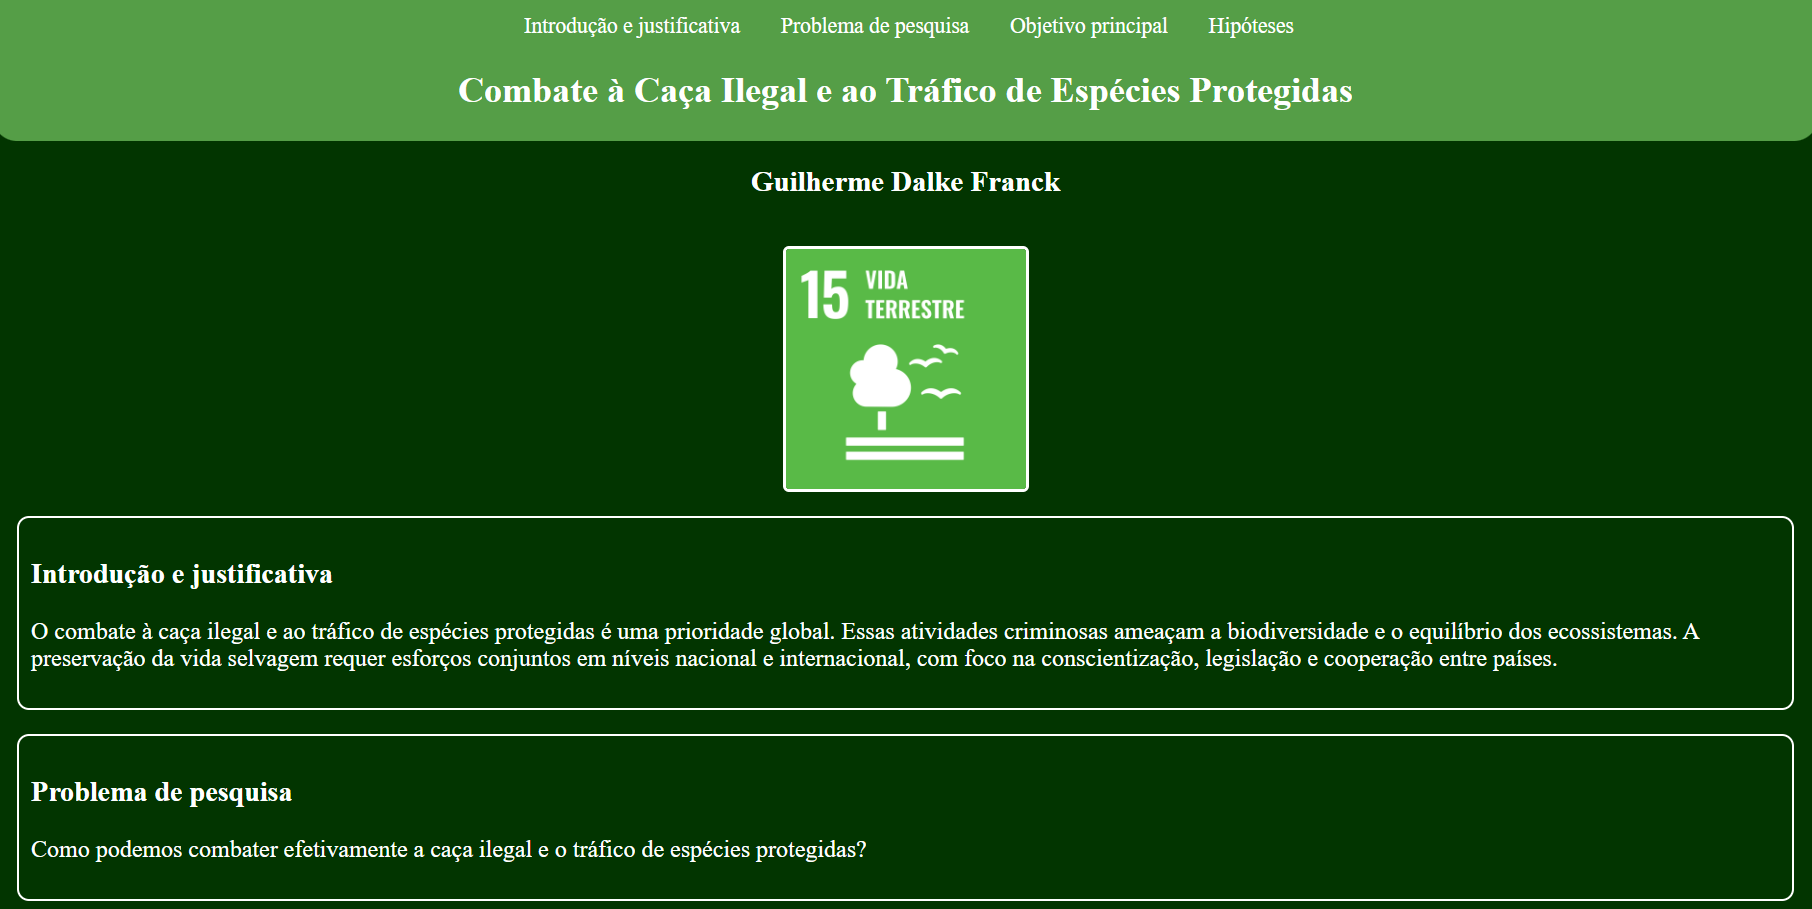 Introdução e justificativa Problema de pesquisa Objetivo principal Hipóteses
Combate à Caça Ilegal e ao Tráfico de Espécies Protegidas
Guilherme Dalke Franck
15 VIDA
TERRESTRE
Introdução e justificativa
O combate à caça ilegal e ao tráfico de espécies protegidas é uma prioridade global. Essas atividades criminosas ameaçam a biodiversidade e o equilíbrio dos ecossistemas. A
preservação da vida selvagem requer esforços conjuntos em níveis nacional e internacional, com foco na conscientização, legislação e cooperação entre países.
Problema de pesquisa
Como podemos combater efetivamente a caça ilegal e o tráfico de espécies protegidas?